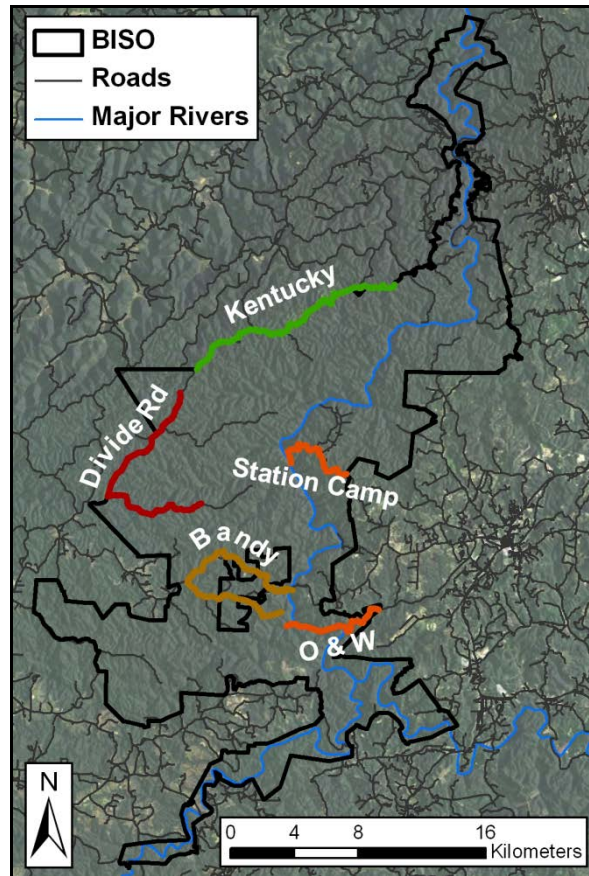 BISO
Roads
Major Rivers
Kentucky
Divide Rd
Station Camp
Bandy
O & W
N
0 4 8 16
Kilometers